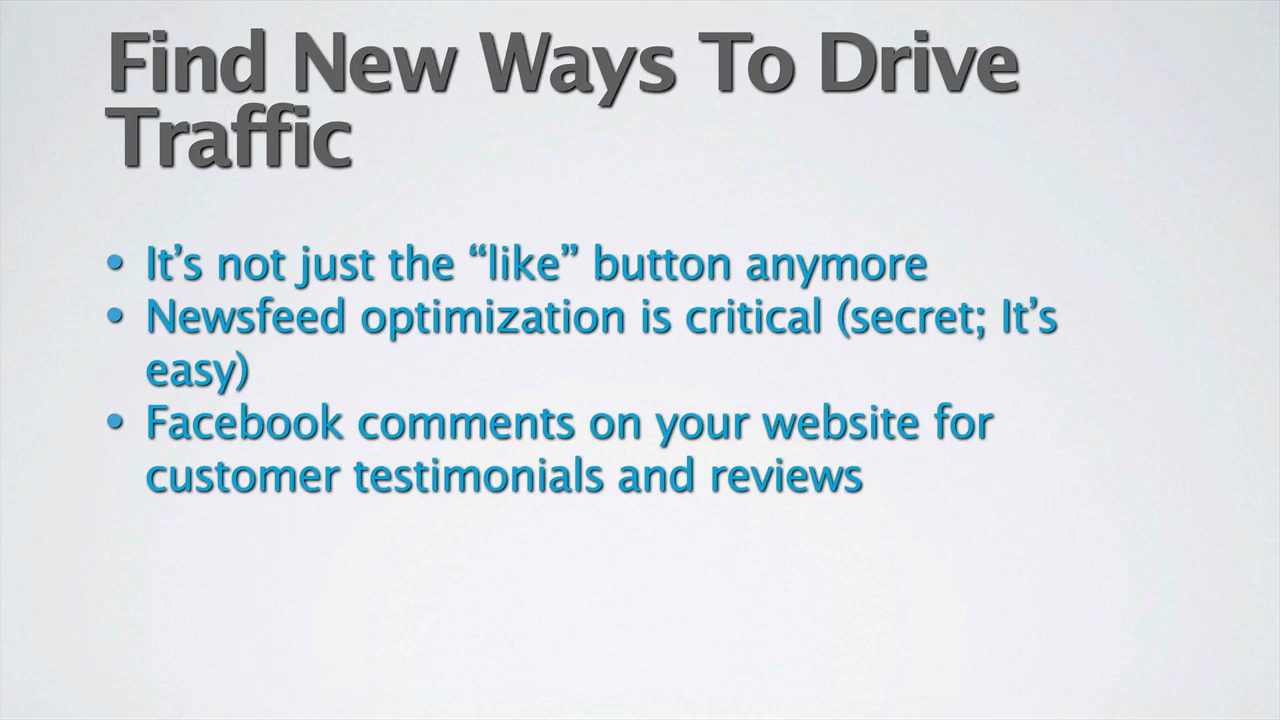 Find New Ways To Drive
Traffic
• It’s not just the “like” button anymore
• Newsfeed optimization is critical (secret; It’s
easy)
• Facebook comments on your website for
customer testimonials and reviews